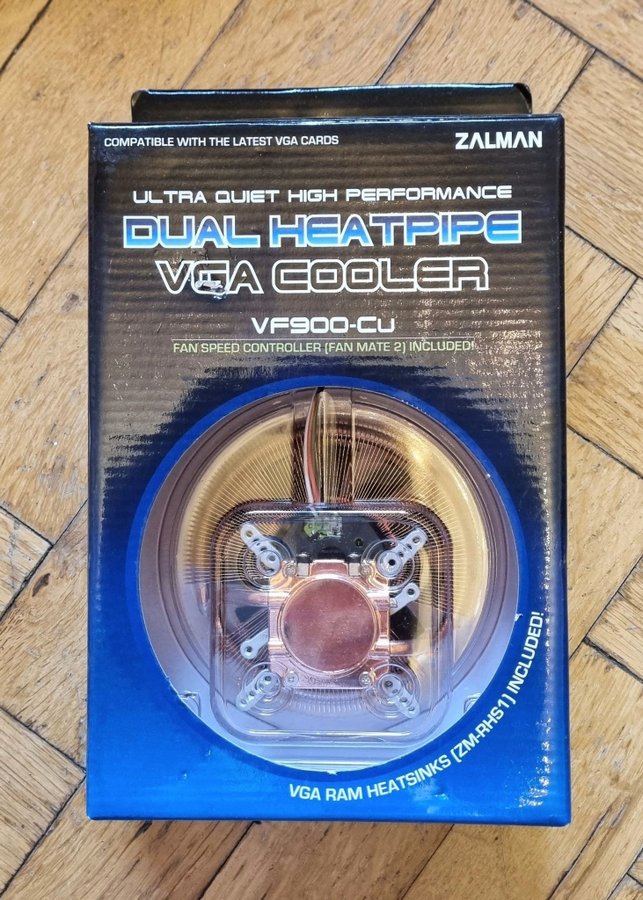 COMPATIBLE WITH THE LATEST VGA CARDS
ZALMAN
ULTRA QUIET HIGH PERFORMANCE
DUAL HEATPIPE
VGA COOLER
VF900-Cu
FAN SPEED CONTROLLER (FAN MATE 2) INCLUDED!
VGA RAM HEATSINKS (ZM-RHS1) INCLUDED!